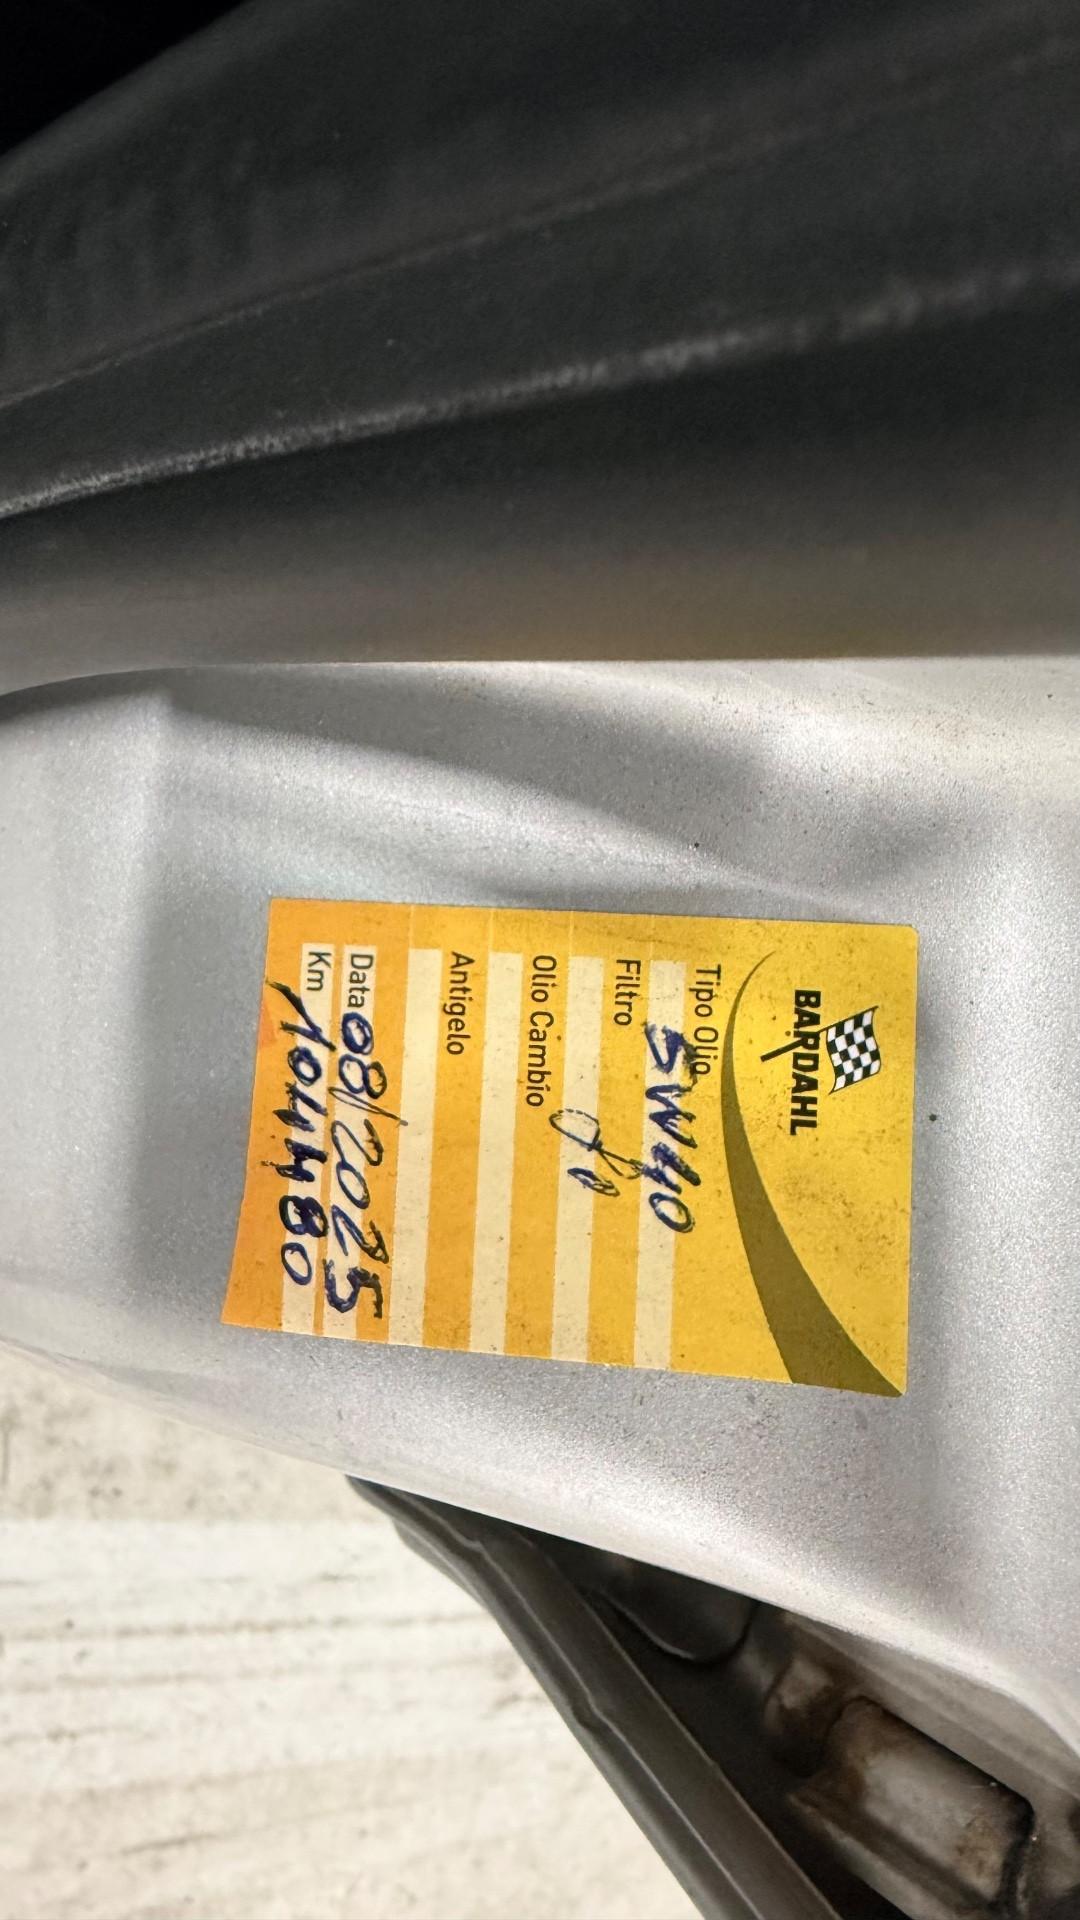 BARDAHL
Tipo Olio
5W40
Filtro
Olio Cambio
Antigelo
Data 08/2025
Km 104480